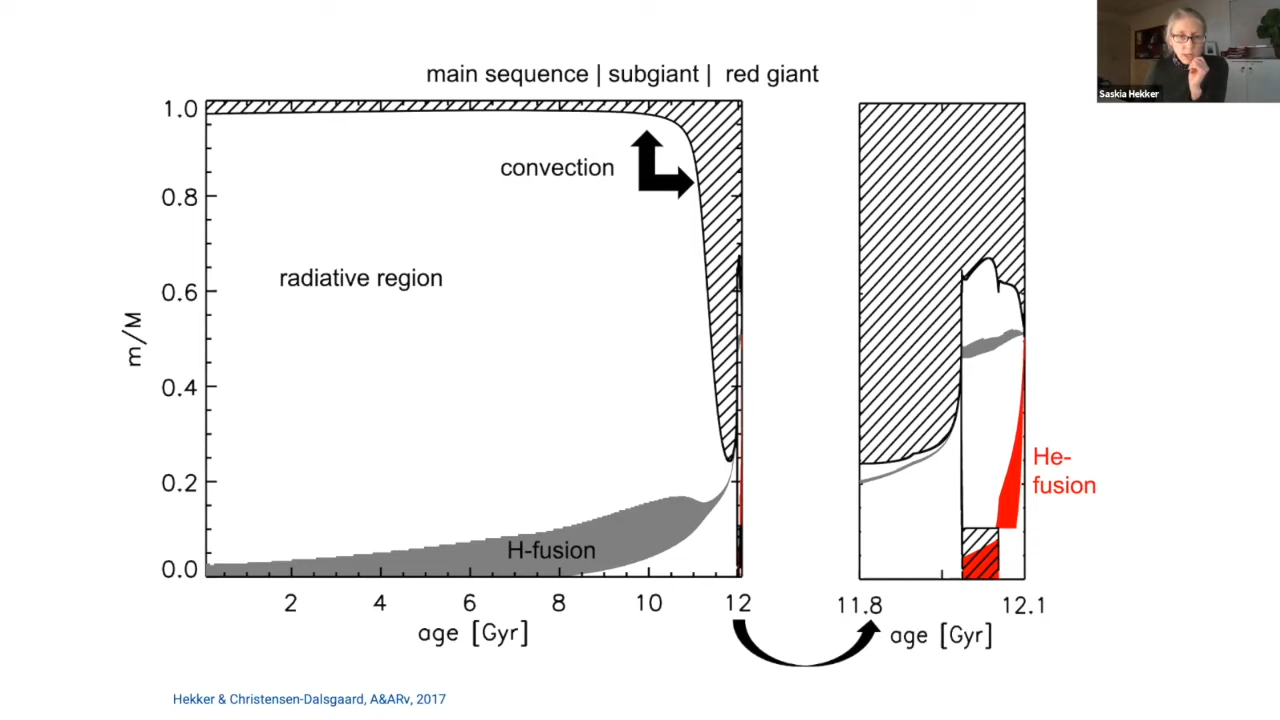 main sequence | subgiant | red giant
Saskia Hekker
1.0
0.8
0.6
0.4
0.2
0.0
m/M
convection
radiative region
H-fusion
He-
fusion
2 4 6 8 10 12
age [Gyr]
11.8 12.1
age [Gyr]
Hekker & Christensen-Dalsgaard, A&ARv, 2017